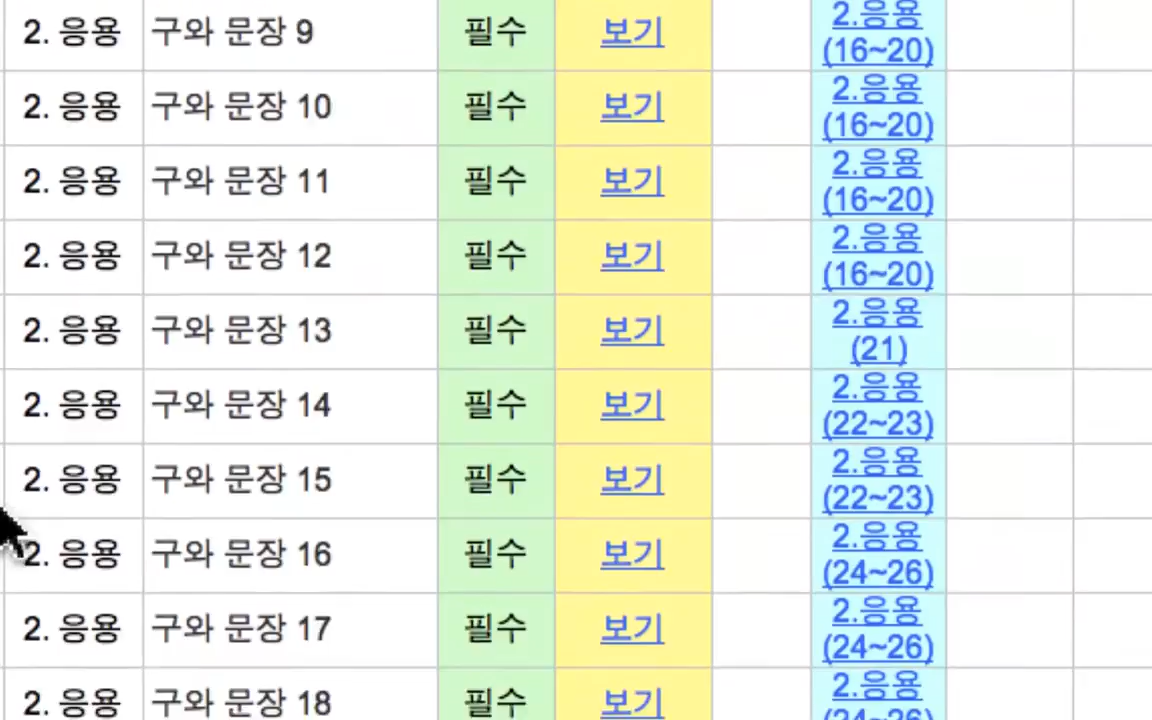 2. 응용 구와 문장 9 필수 보기 2.응용
(16~20)
2. 응용 구와 문장 10 필수 보기 2.응용
(16~20)
2. 응용 구와 문장 11 필수 보기 2.응용
(16~20)
2. 응용 구와 문장 12 필수 보기 2.응용
(16~20)
2. 응용 구와 문장 13 필수 보기 2.응용
(21)
2. 응용 구와 문장 14 필수 보기 2.응용
(22~23)
2. 응용 구와 문장 15 필수 보기 2.응용
(22~23)
2. 응용 구와 문장 16 필수 보기 2.응용
(24~26)
2. 응용 구와 문장 17 필수 보기 2.응용
(24~26)
2. 응용 구와 문장 18 필수 보기 2.응용
(24~26)